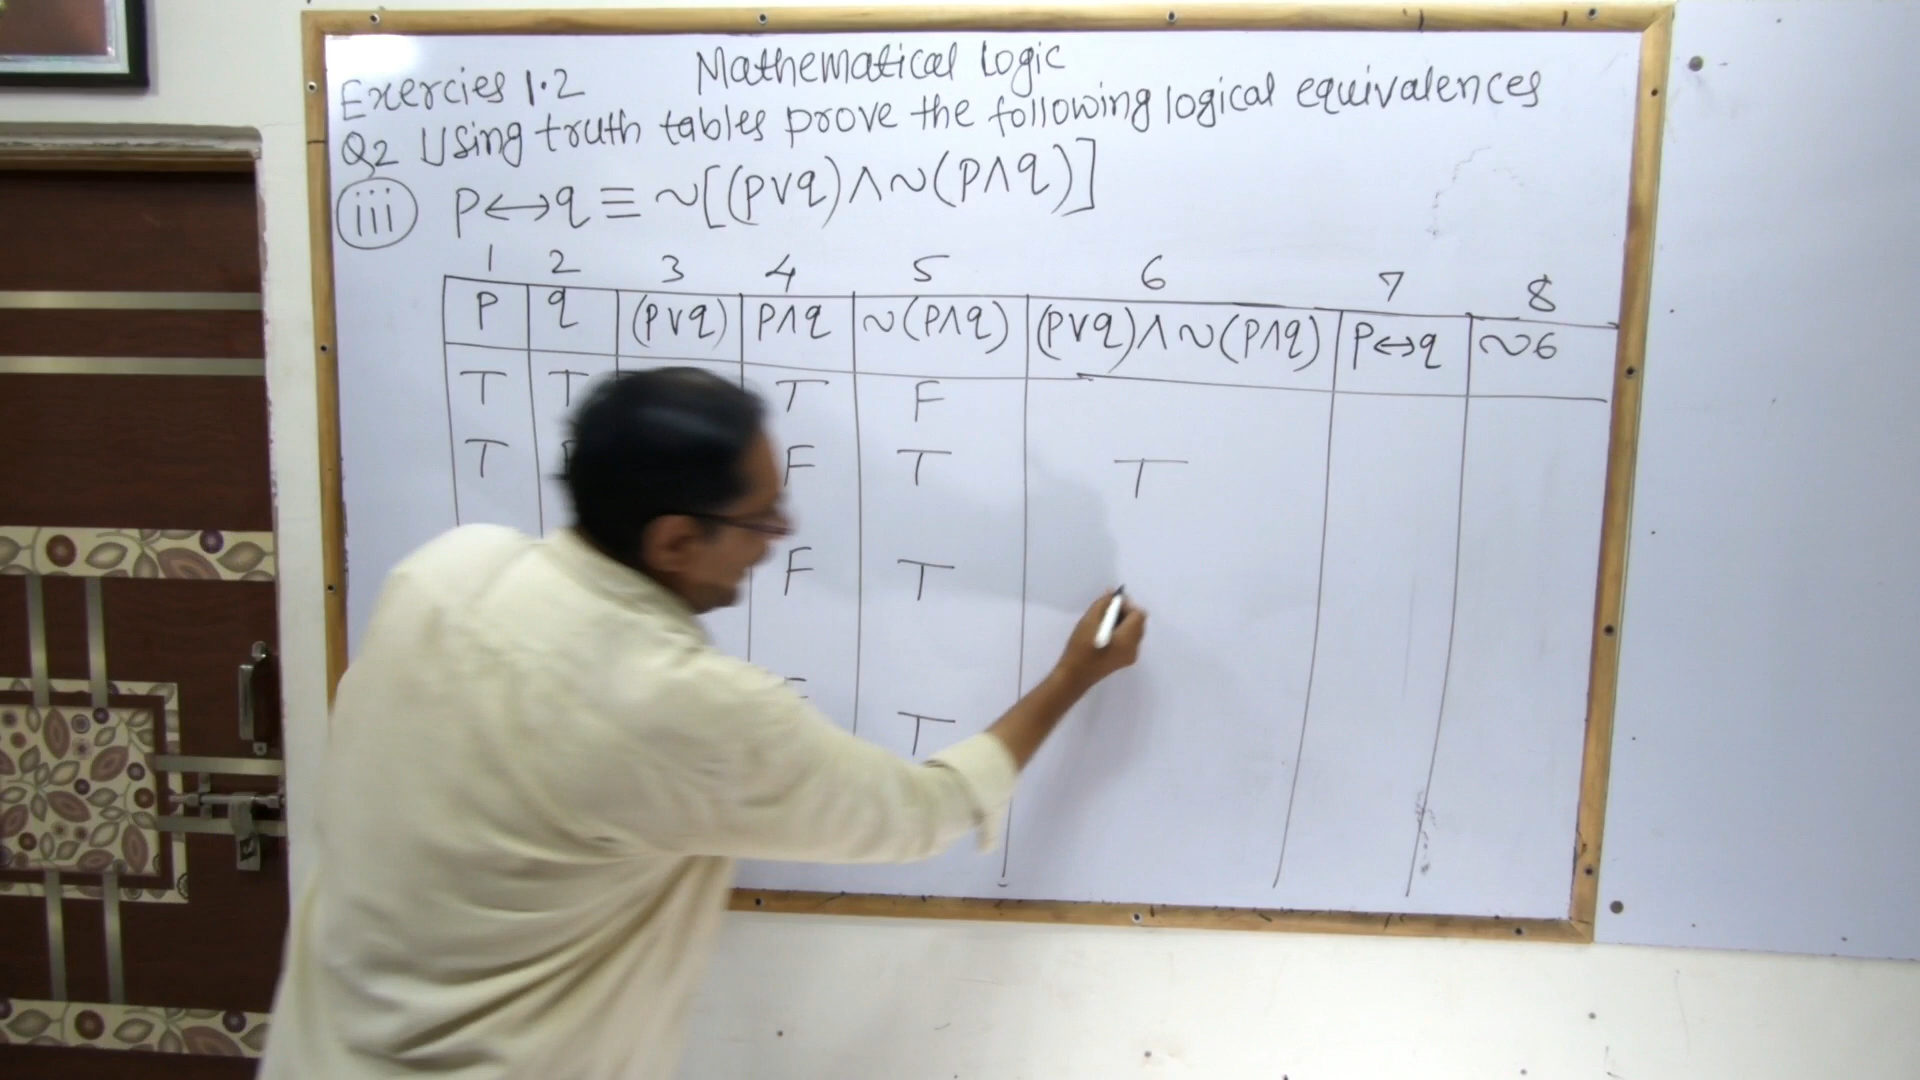 Mathematical Logic
Exercies 1.2
Q2 Using truth tables prove the following logical equivalences
iii p↔q ≡ ~[(p∨q)∧~(p∧q)]
1 2 3 4 5 6 7 8
p q (p∨q) p∧q ~(p∧q) (p∨q)∧~(p∧q) p↔q ~6
T T T F
T F T T
F T
T